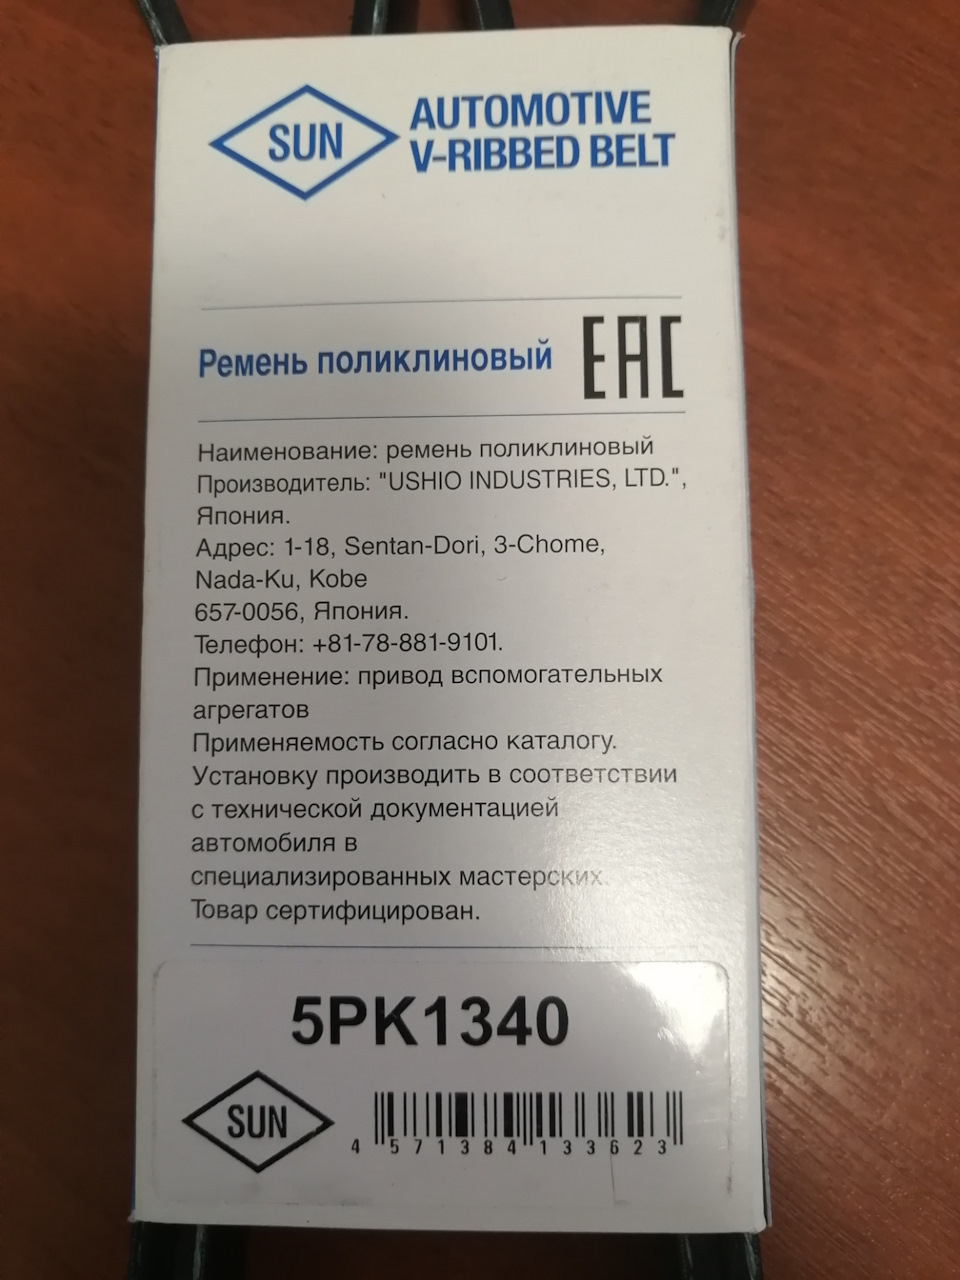 SUN
AUTOMOTIVE
V-RIBBED BELT
Ремень поликлиновый
EAC
Наименование: ремень поликлиновый
Производитель: "USHIO INDUSTRIES, LTD.",
Япония.
Адрес: 1-18, Sentan-Dori, 3-Chome,
Nada-Ku, Kobe
657-0056, Япония.
Телефон: +81-78-881-9101.
Применение: привод вспомогательных
агрегатов
Применяемость согласно каталогу.
Установку производить в соответствии
с технической документацией
автомобиля в
специализированных мастерских.
Товар сертифицирован.
5PK1340
SUN
4 571384 133623